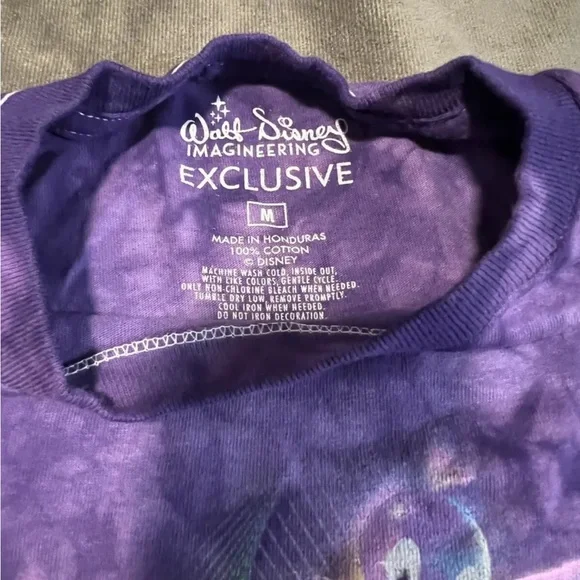 Walt Disney
IMAGINEERING
EXCLUSIVE
M
MADE IN HONDURAS
100% COTTON
© DISNEY
MACHINE WASH COLD, INSIDE OUT,
WITH LIKE COLORS, GENTLE CYCLE.
ONLY NON-CHLORINE BLEACH WHEN NEEDED.
TUMBLE DRY LOW, REMOVE PROMPTLY.
COOL IRON WHEN NEEDED.
DO NOT IRON DECORATION.